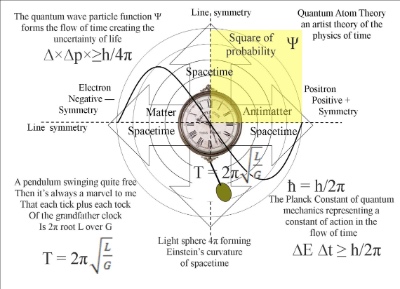 The quantum wave particle function Ψ
forms the flow of time creating the
uncertainty of life
Δ×Δp×≥h/4π
Line, symmetry
Quantum Atom Theory
an artist theory of the
physics of time
Square of
probability
Ψ
Spacetime
Electron
Negative —
Symmetry
Positron
Positive +
Symmetry
Matter
Antimatter
Line symmetry
Spacetime
Spacetime
T = 2π√L/G
A pendulum swinging quite free
Then it's always a marvel to me
That each tick plus each tock
Of the grandfather clock
Is 2π root L over G
T = 2π√L/G
ħ = h/2π
The Planck Constant of quantum
mechanics representing a
constant of action in the
flow of time
ΔE Δt ≥ h/2π
Light sphere 4π forming
Einstein's curvature
of spacetime